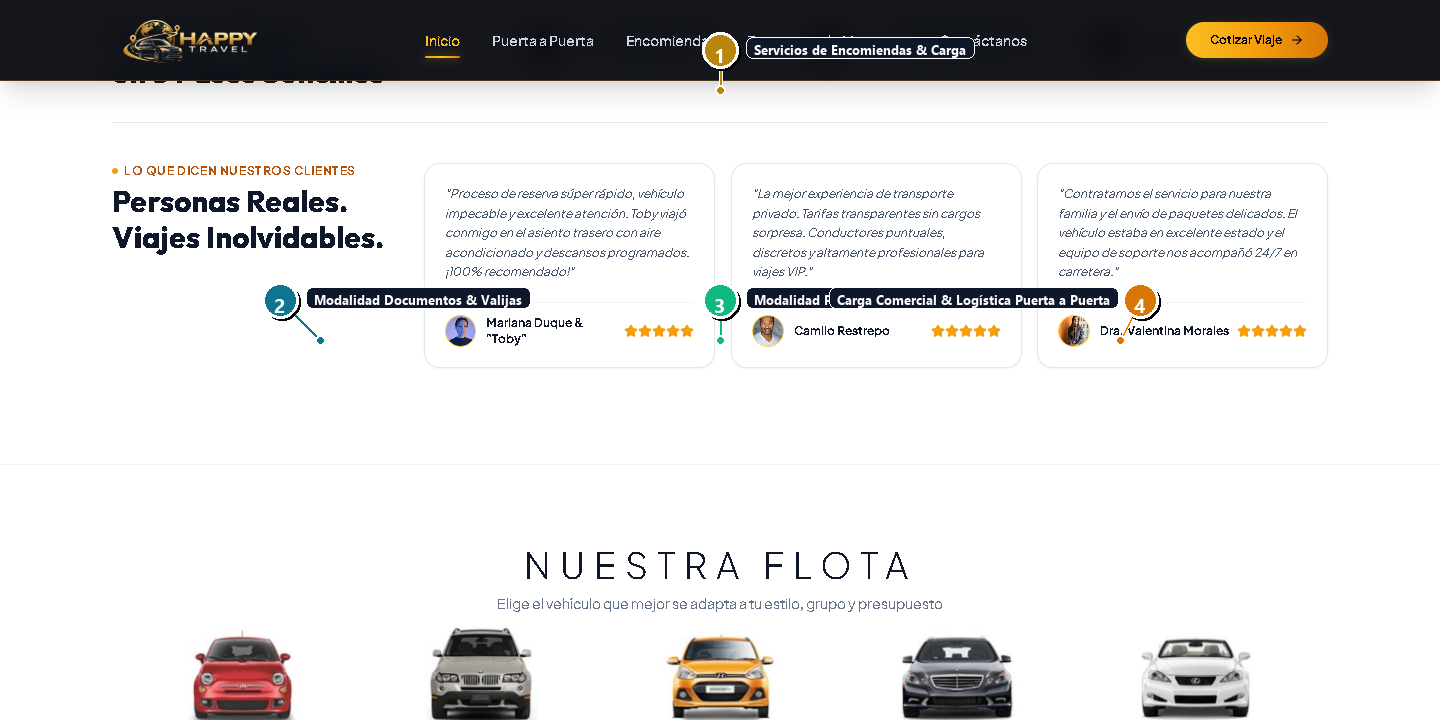 HAPPY
TRAVEL
Inicio
Puerta a Puerta
Cotizar Viaje
1
Servicios de Encomiendas & Carga
LO QUE DICEN NUESTROS CLIENTES
Personas Reales.
Viajes Inolvidables.
"Proceso de reserva súper rápido, vehículo
impecable y excelente atención. Toby viajó
conmigo en el asiento trasero con aire
acondicionado y descansos programados.
¡100% recomendado!"
Mariana Duque &
"Toby"
"La mejor experiencia de transporte
privado. Tarifas transparentes sin cargos
sorpresa. Conductores puntuales,
discretos y altamente profesionales para
viajes VIP."
Camilo Restrepo
"Contratamos el servicio para nuestra
familia y el envío de paquetes delicados. El
vehículo estaba en excelente estado y el
equipo de soporte nos acompañó 24/7 en
carretera."
Dra. Valentina Morales
2
Modalidad Documentos & Valijas
3
Modalidad
Carga Comercial & Logística Puerta a Puerta
4
NUESTRA FLOTA
Elige el vehículo que mejor se adapta a tu estilo, grupo y presupuesto